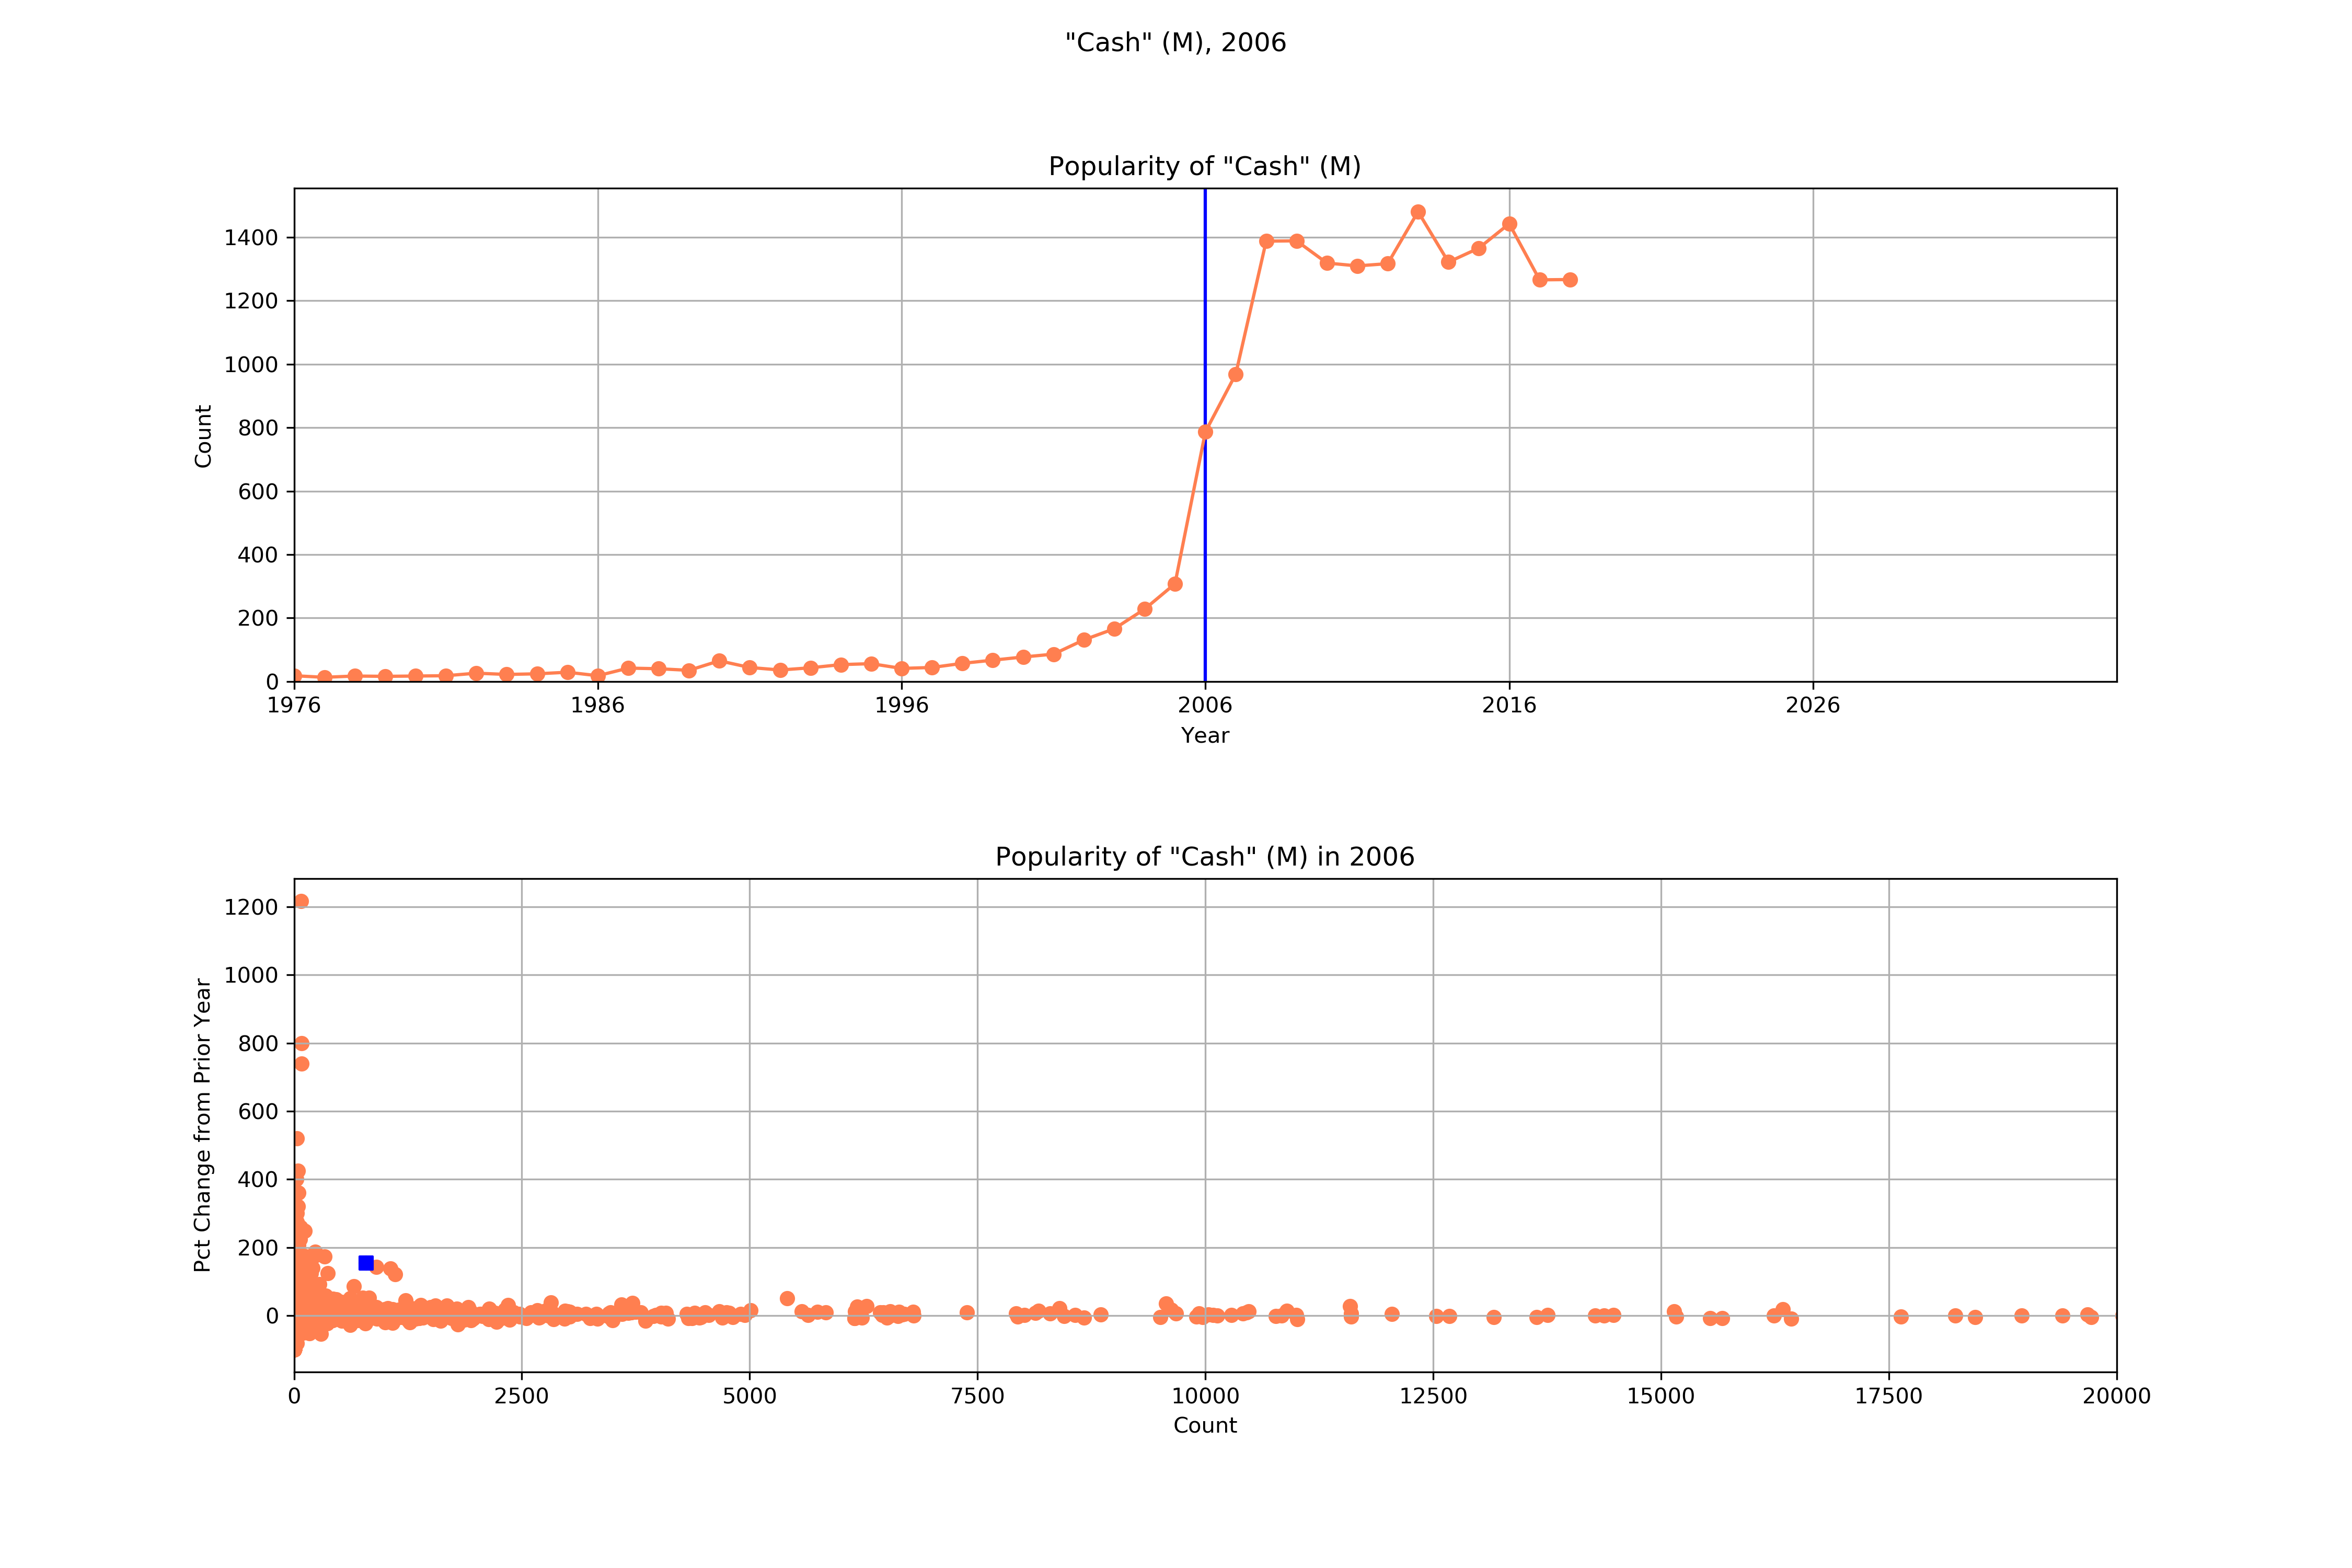 "Cash" (M), 2006
Popularity of "Cash" (M)
1400
1200
1000
800
600
400
200
0
Count
1976 1986 1996 2006 2016 2026
Year
Popularity of "Cash" (M) in 2006
1200
1000
800
600
400
200
0
Pct Change from Prior Year
0 2500 5000 7500 10000 12500 15000 17500 20000
Count